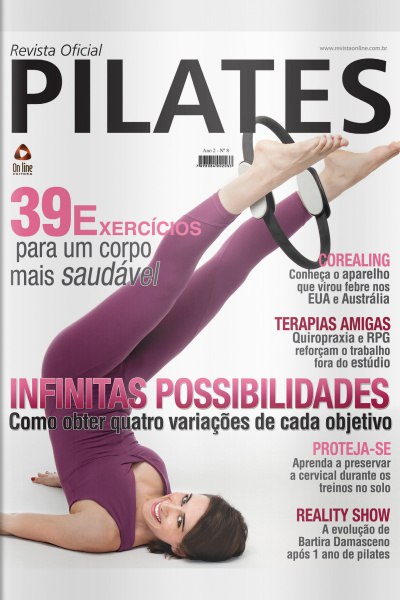 Revista Oficial
www.revistaonline.com.br
PILATES
Ano 2 - Nº 8
On line
EDITORA
39 EXERCÍCIOS
para um corpo
mais saudável
COREALING
Conheça o aparelho
que virou febre nos
EUA e Austrália
TERAPIAS AMIGAS
Quiropraxia e RPG
reforçam o trabalho
fora do estúdio
INFINITAS POSSIBILIDADES
Como obter quatro variações de cada objetivo
PROTEJA-SE
Aprenda a preservar
a cervical durante os
treinos no solo
REALITY SHOW
A evolução de
Bartira Damasceno
após 1 ano de pilates